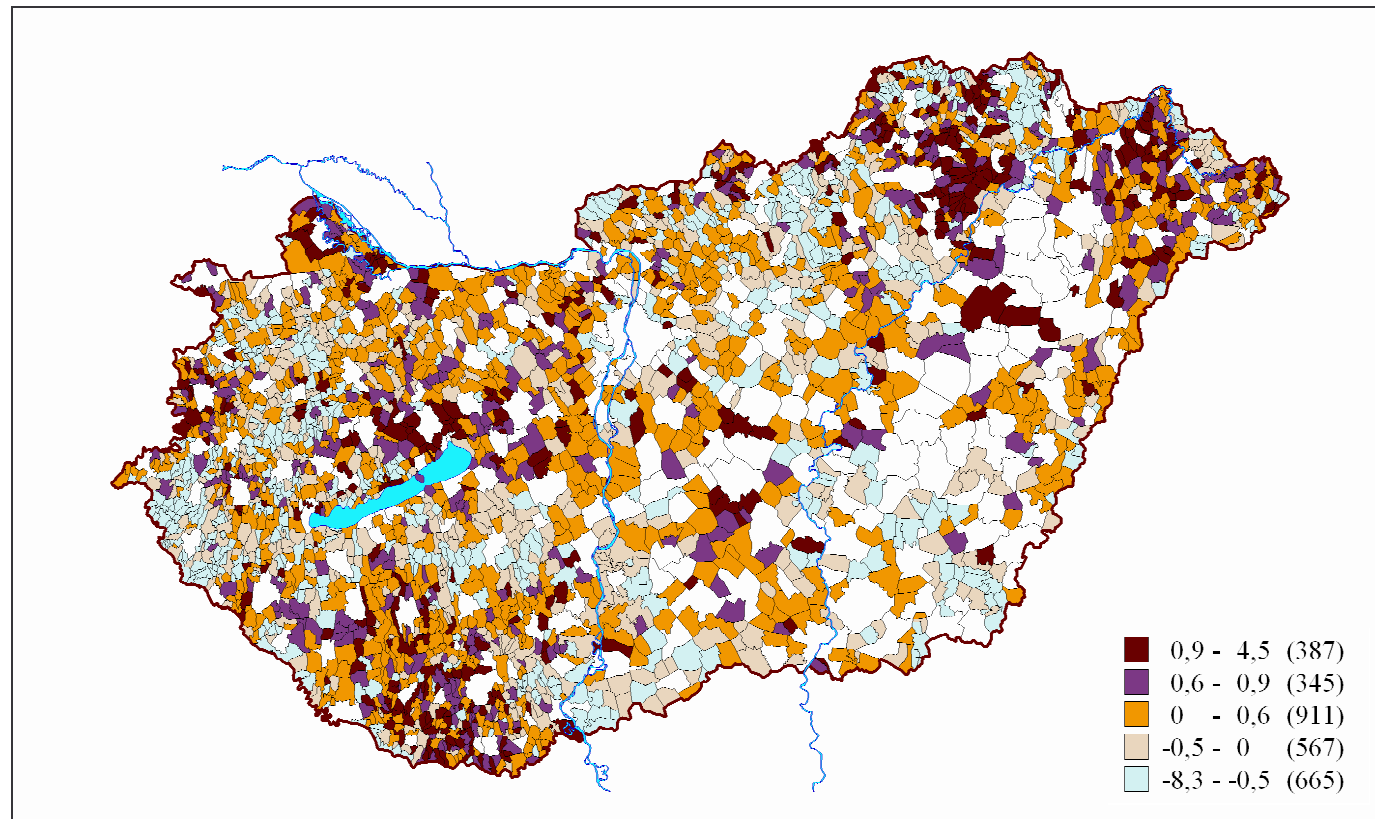 0,9 - 4,5 (387)
0,6 - 0,9 (345)
0 - 0,6 (911)
-0,5 - 0 (567)
-8,3 - -0,5 (665)